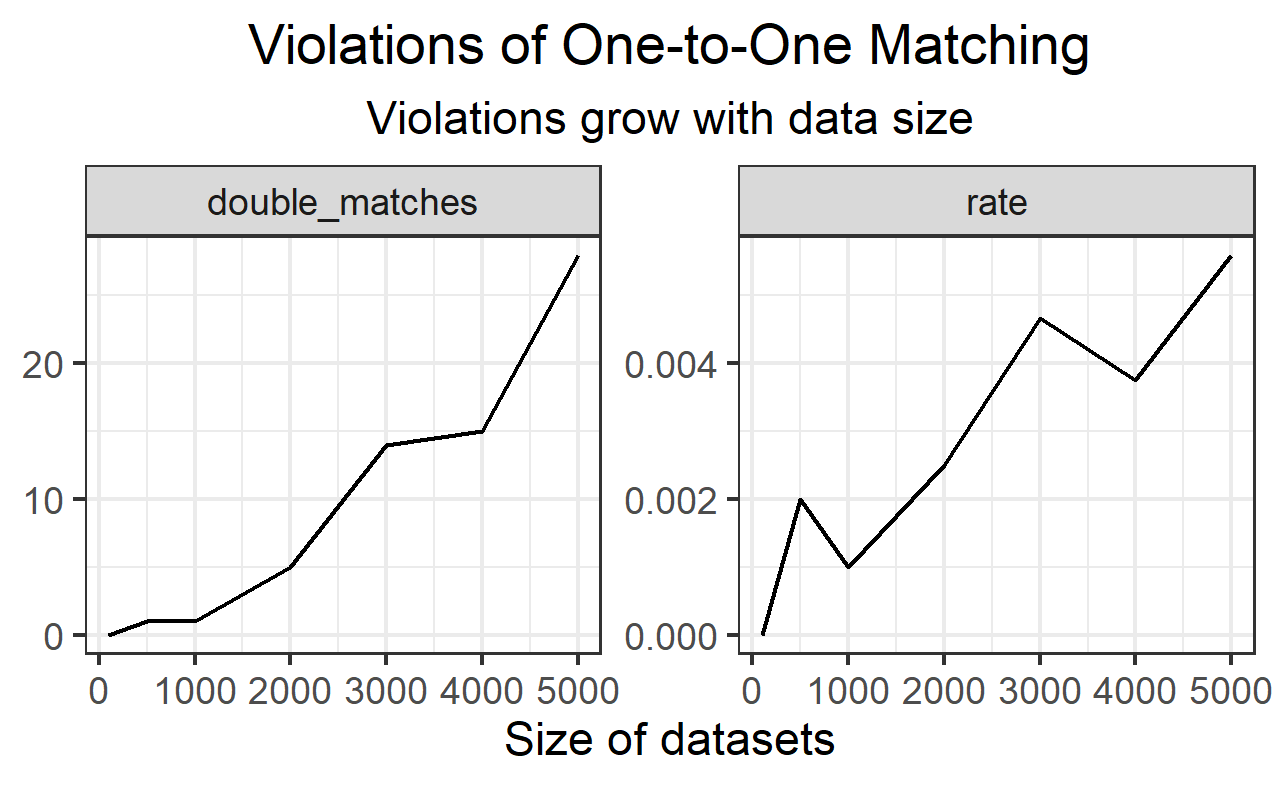 Violations of One-to-One Matching
Violations grow with data size
double_matches
rate
20
10
0
0.004
0.002
0.000
0 1000 2000 3000 4000 5000
0 1000 2000 3000 4000 5000
Size of datasets